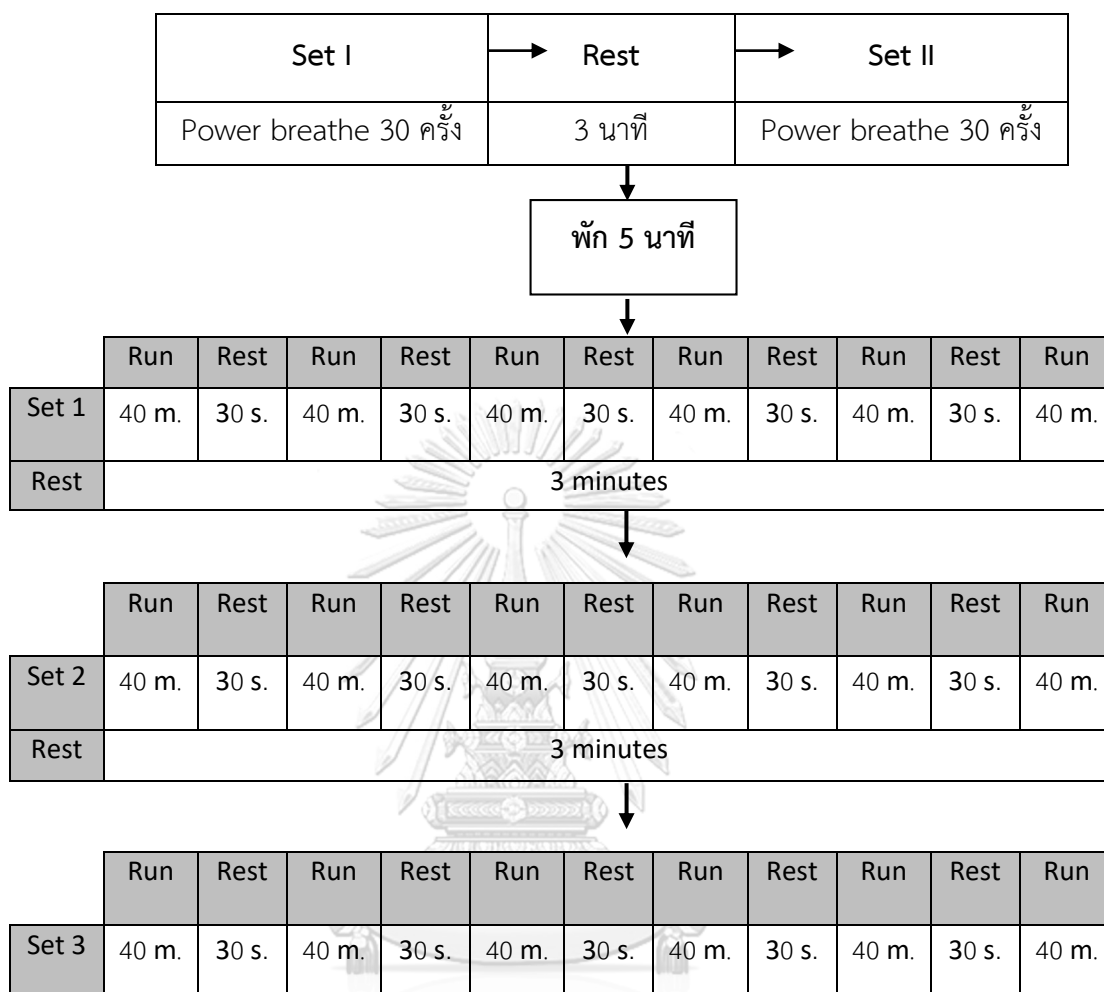 Set I Rest Set II
Power breathe 30 ครั้ง 3 นาที Power breathe 30 ครั้ง
พัก 5 นาที
Run Rest Run Rest Run Rest Run Rest Run Rest Run
Set 1 40 m. 30 s. 40 m. 30 s. 40 m. 30 s. 40 m. 30 s. 40 m. 30 s. 40 m.
Rest 3 minutes
Run Rest Run Rest Run Rest Run Rest Run Rest Run
Set 2 40 m. 30 s. 40 m. 30 s. 40 m. 30 s. 40 m. 30 s. 40 m. 30 s. 40 m.
Rest 3 minutes
Run Rest Run Rest Run Rest Run Rest Run Rest Run
Set 3 40 m. 30 s. 40 m. 30 s. 40 m. 30 s. 40 m. 30 s. 40 m. 30 s. 40 m.